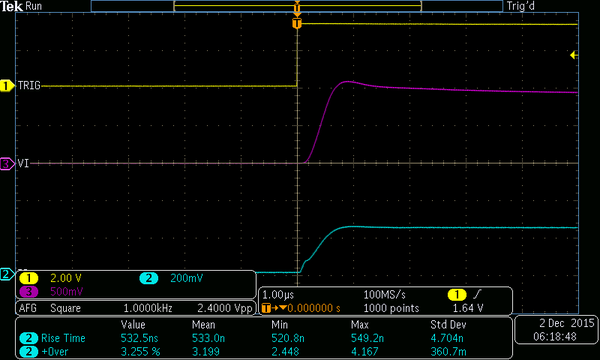 Tek Run Trig'd
T
T
1 TRIG
3 VI
2
1 2.00 V 2 200mV
3 500mV
1.00μs 100MS/s 1
T→▼0.000000 s 1000 points 1.64 V
AFG Square 1.0000kHz 2.4000 Vpp
Value Mean Min Max Std Dev
2 Rise Time 532.5ns 533.0n 520.8n 549.2n 4.704n
2 +Over 3.255 % 3.199 2.448 4.167 360.7m
2 Dec 2015
06:18:48